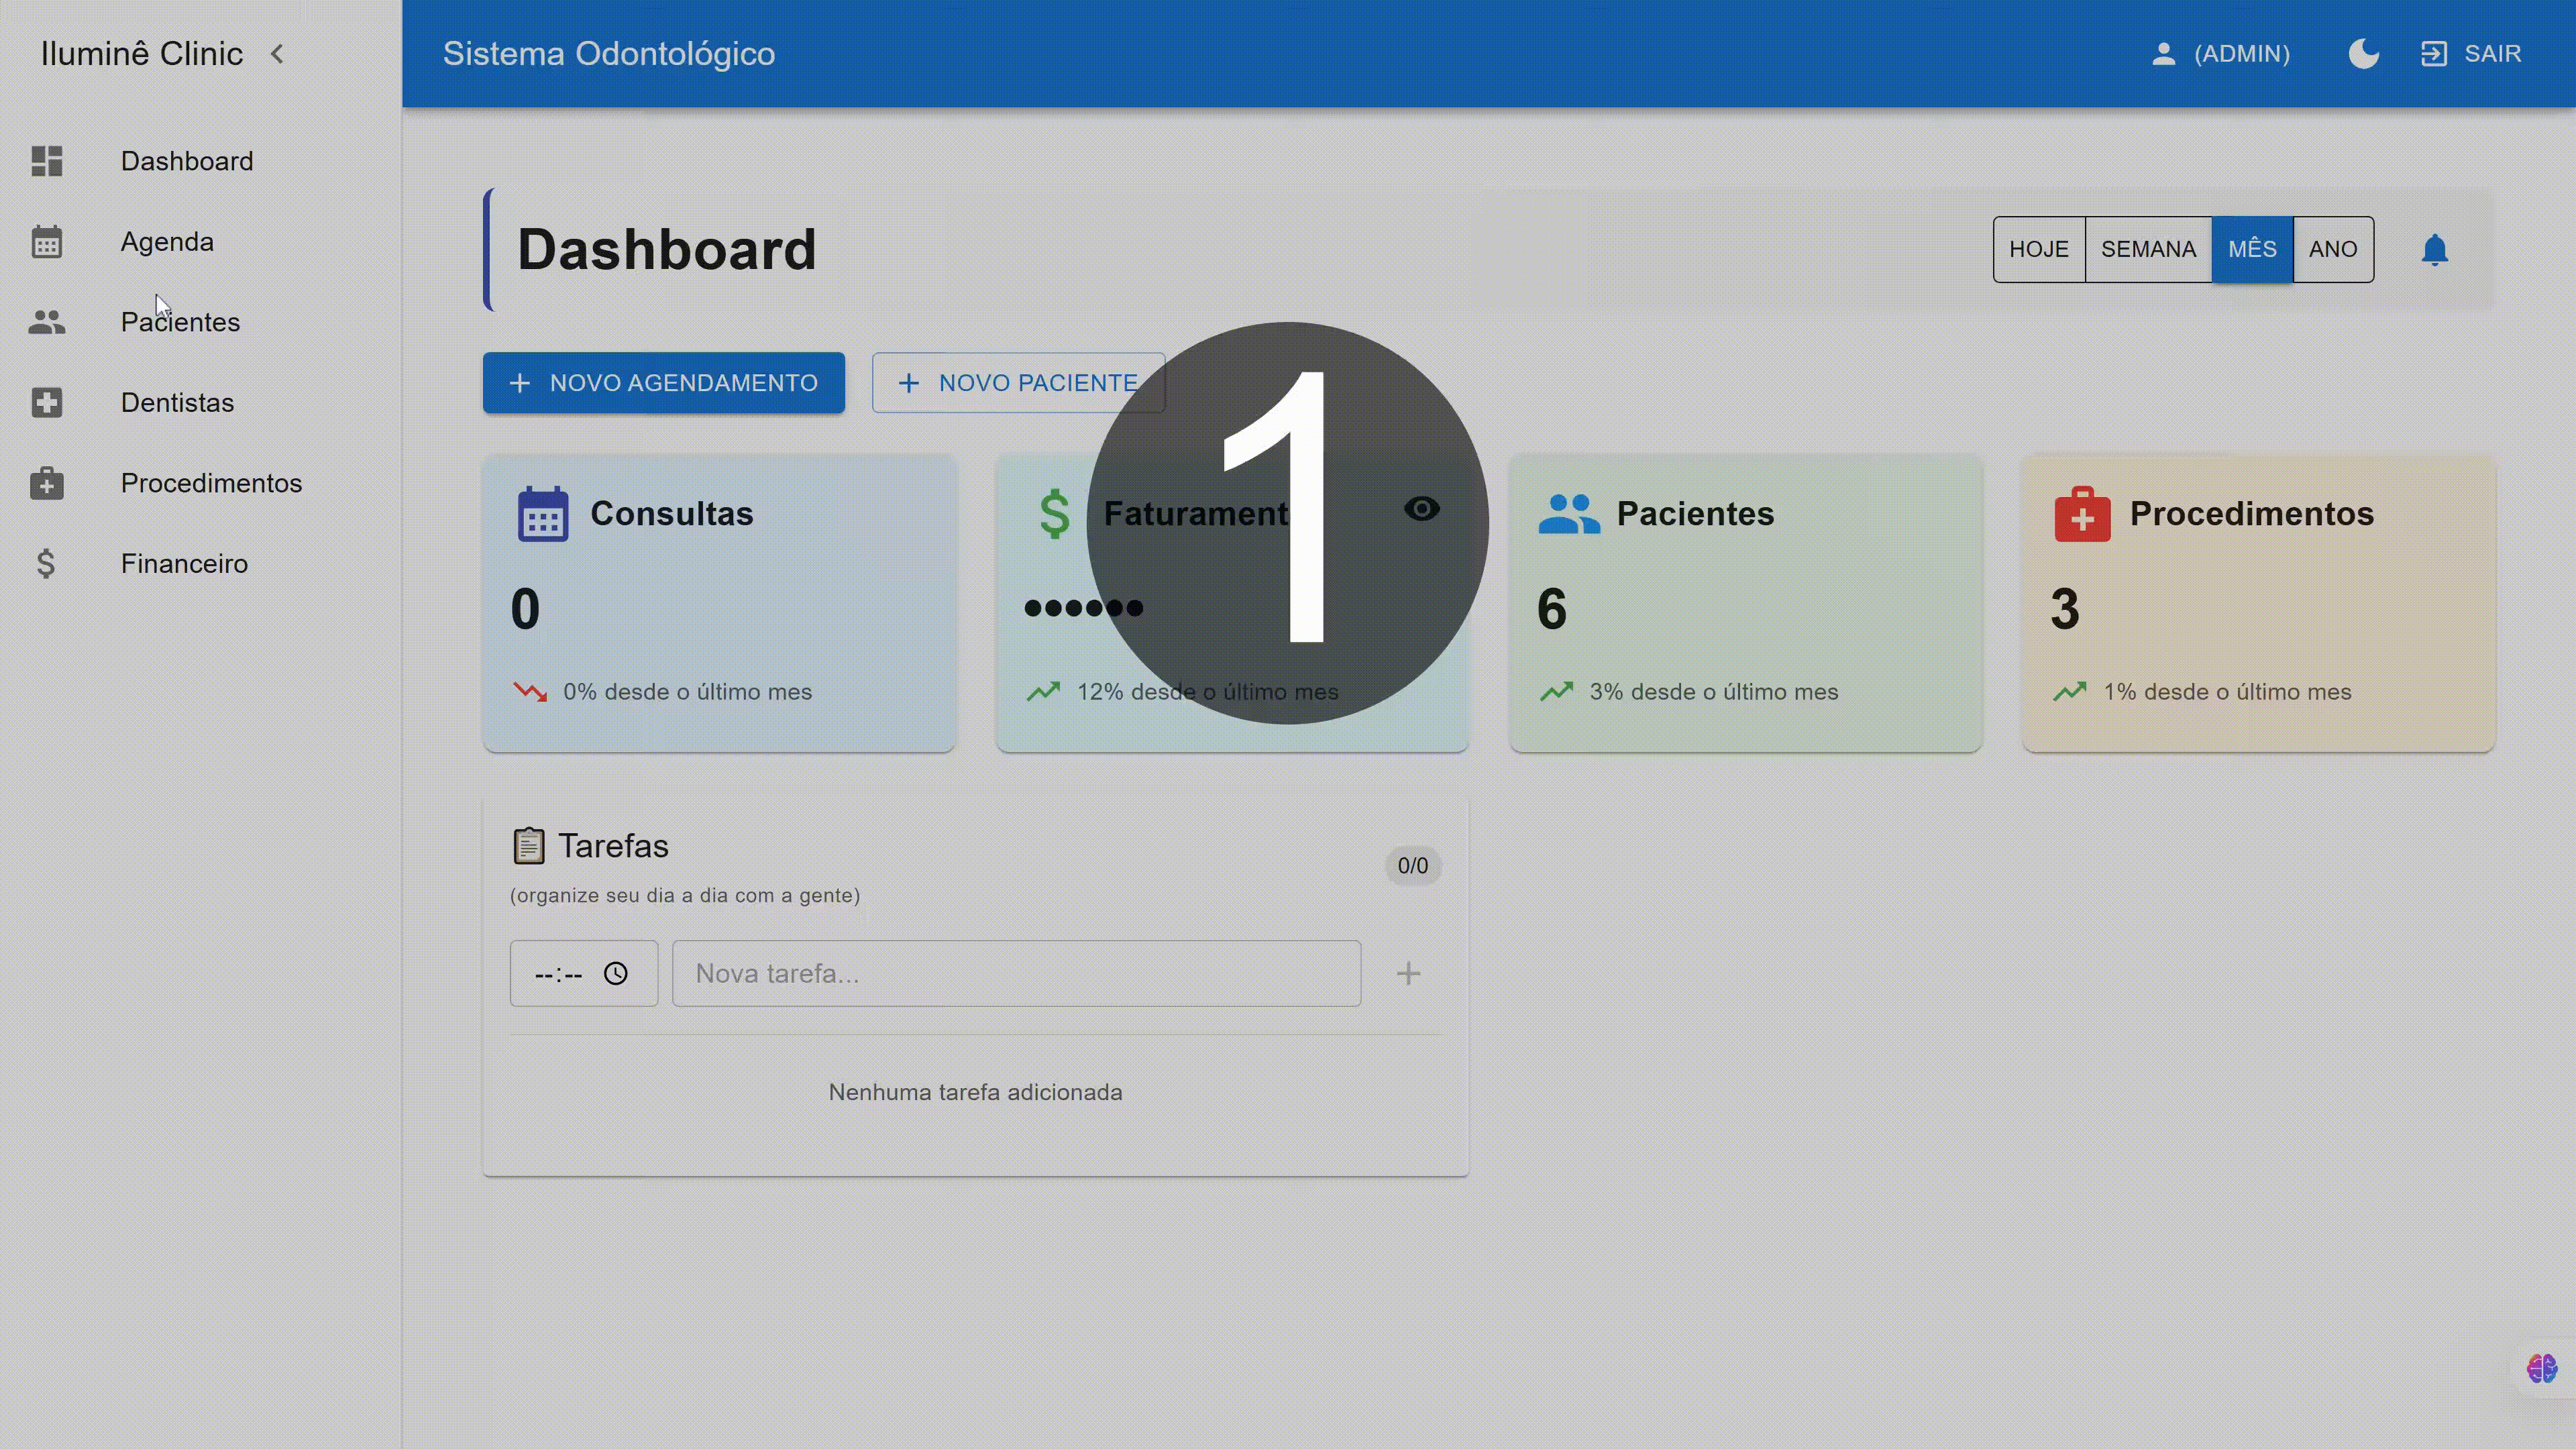 Iluminê Clinic
Sistema Odontológico
(ADMIN)
SAIR
Dashboard
Agenda
Pacientes
Dentistas
Procedimentos
Financeiro
Dashboard
HOJE
SEMANA
MÊS
ANO
+ NOVO AGENDAMENTO
+ NOVO PACIENTE
1
Consultas
0
0% desde o último mes
Faturament
••••••
12% desde o último mes
Pacientes
6
3% desde o último mes
Procedimentos
3
1% desde o último mes
Tarefas
0/0
(organize seu dia a dia com a gente)
--:--
Nova tarefa...
+
Nenhuma tarefa adicionada